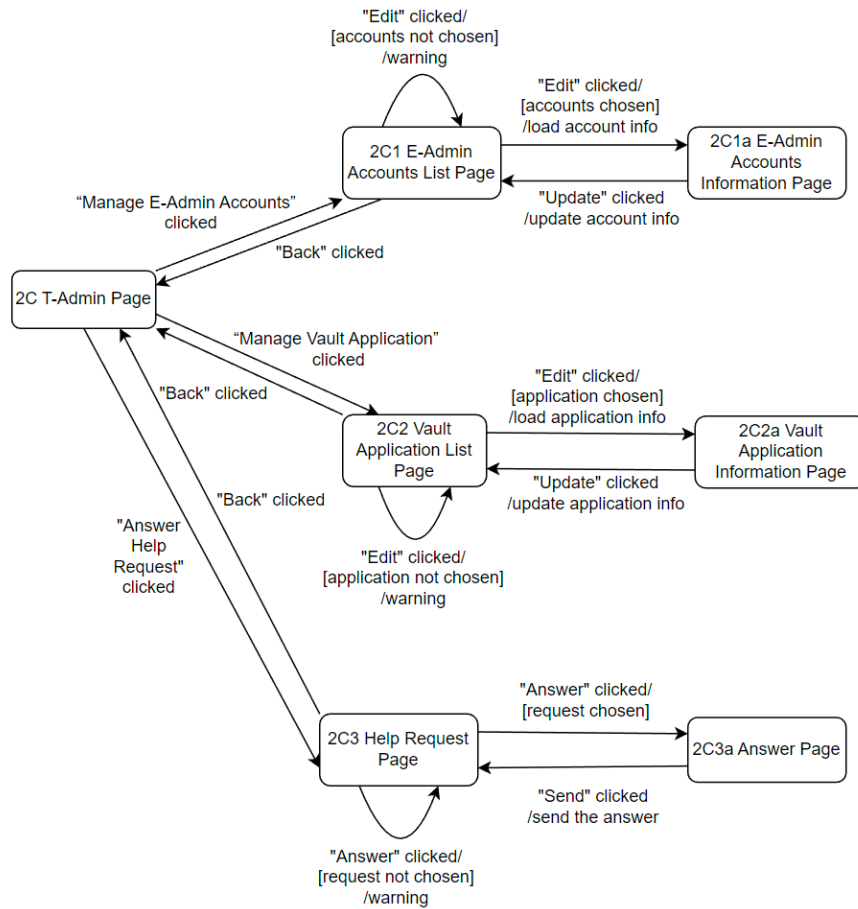 "Edit" clicked/
[accounts not chosen]
/warning
"Edit" clicked/
[accounts chosen]
/load account info
2C1 E-Admin
Accounts List Page
2C1a E-Admin
Accounts
Information Page
"Update" clicked
/update account info
“Manage E-Admin Accounts”
clicked
"Back" clicked
2C T-Admin Page
“Manage Vault Application”
clicked
"Back" clicked
"Edit" clicked/
[application chosen]
/load application info
2C2 Vault
Application List
Page
2C2a Vault
Application
Information Page
"Update" clicked
/update application info
"Back" clicked
"Answer
Help
Request"
clicked
"Edit" clicked/
[application not chosen]
/warning
"Answer" clicked/
[request chosen]
2C3 Help Request
Page
2C3a Answer Page
"Send" clicked
/send the answer
"Answer" clicked/
[request not chosen]
/warning